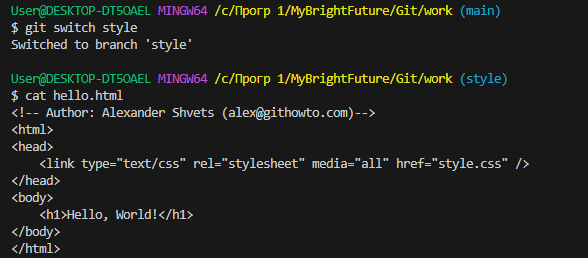 User@DESKTOP-DT5OAEL MINGW64 /c/Прогр 1/MyBrightFuture/Git/work (main)
$ git switch style
Switched to branch 'style'
User@DESKTOP-DT5OAEL MINGW64 /c/Прогр 1/MyBrightFuture/Git/work (style)
$ cat hello.html
<!-- Author: Alexander Shvets (alex@githowto.com)-->
<html>
<head>
    <link type="text/css" rel="stylesheet" media="all" href="style.css" />
</head>
<body>
    <h1>Hello, World!</h1>
</body>
</html>